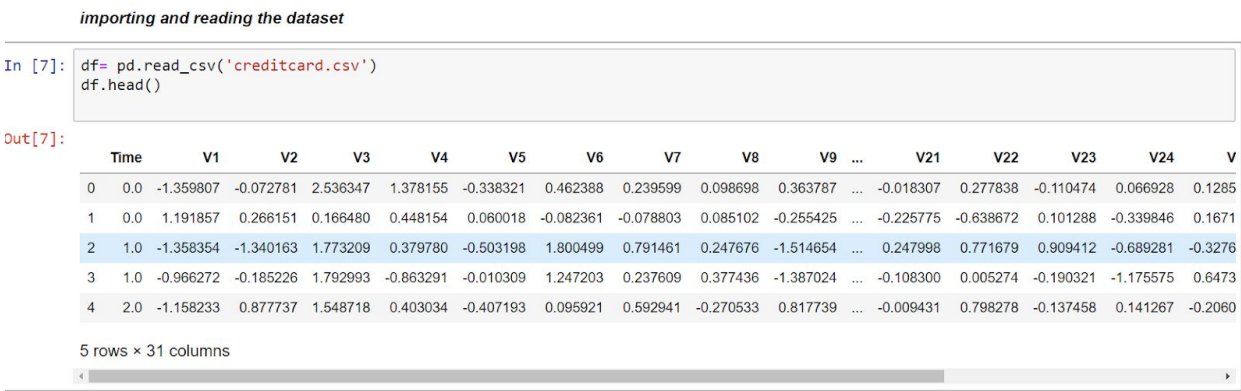 importing and reading the dataset
In [7]: df= pd.read_csv('creditcard.csv')
df.head()
Out[7]:
Time V1 V2 V3 V4 V5 V6 V7 V8 V9 ... V21 V22 V23 V24 V
0 0.0 -1.359807 -0.072781 2.536347 1.378155 -0.338321 0.462388 0.239599 0.098698 0.363787 ... -0.018307 0.277838 -0.110474 0.066928 0.1285
1 0.0 1.191857 0.266151 0.166480 0.448154 0.060018 -0.082361 -0.078803 0.085102 -0.255425 ... -0.225775 -0.638672 0.101288 -0.339846 0.1671
2 1.0 -1.358354 -1.340163 1.773209 0.379780 -0.503198 1.800499 0.791461 0.247676 -1.514654 ... 0.247998 0.771679 0.909412 -0.689281 -0.3276
3 1.0 -0.966272 -0.185226 1.792993 -0.863291 -0.010309 1.247203 0.237609 0.377436 -1.387024 ... -0.108300 0.005274 -0.190321 -1.175575 0.6473
4 2.0 -1.158233 0.877737 1.548718 0.403034 -0.407193 0.095921 0.592941 -0.270533 0.817739 ... -0.009431 0.798278 -0.137458 0.141267 -0.2060
5 rows × 31 columns